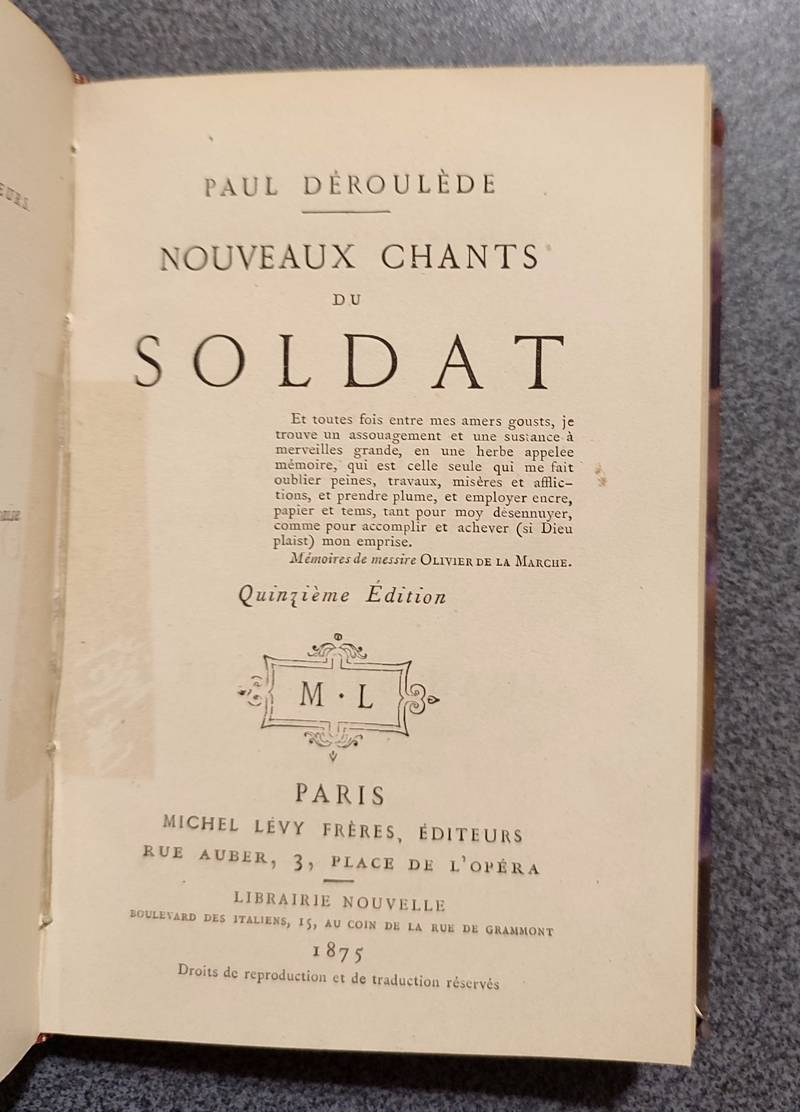 PAUL DÉROULÈDE
NOUVEAUX CHANTS
DU
SOLDAT
Et toutes fois entre mes amers gousts, je
trouve un assouagement et une sustance à
merveilles grande, en une herbe appelée
mémoire, qui est celle seule qui me fait
oublier peines, travaux, misères et afflic-
tions, et prendre plume, et employer encre,
papier et tems, tant pour moy désennuyer,
comme pour accomplir et achever (si Dieu
plaist) mon emprise.
Mémoires de messire OLIVIER DE LA MARCHE.
Quinzième Édition
M · L
PARIS
MICHEL LÉVY FRÈRES, ÉDITEURS
RUE AUBER, 3, PLACE DE L'OPÉRA
LIBRAIRIE NOUVELLE
BOULEVARD DES ITALIENS, 15, AU COIN DE LA RUE DE GRAMMONT
1875
Droits de reproduction et de traduction réservés